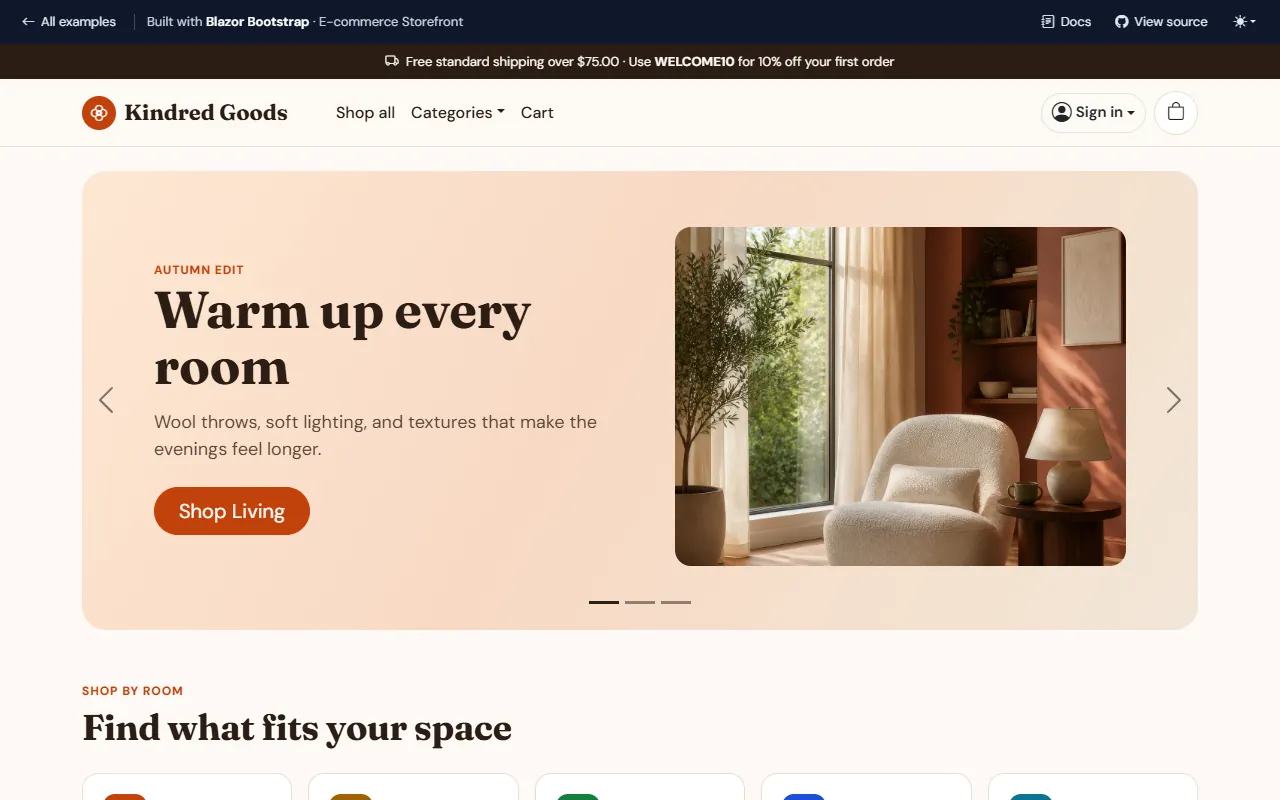 All examples
Built with Blazor Bootstrap · E-commerce Storefront
Docs
View source
Free standard shipping over $75.00 · Use WELCOME10 for 10% off your first order
Kindred Goods
Shop all
Categories
Cart
Sign in
AUTUMN EDIT
Warm up every
room
Wool throws, soft lighting, and textures that make the
evenings feel longer.
Shop Living
SHOP BY ROOM
Find what fits your space